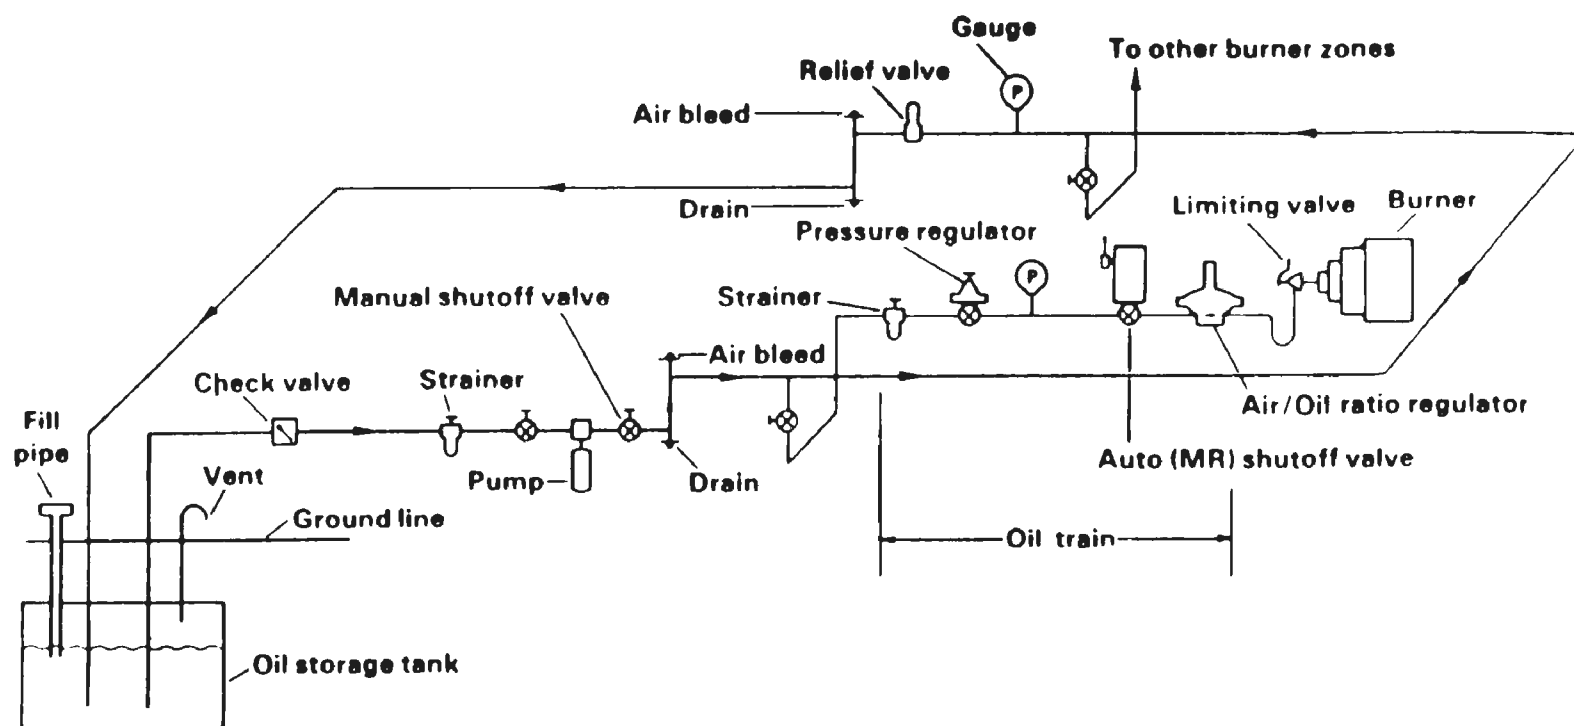 Gauge
To other burner zones
Relief valve
P
Air bleed
Drain
Limiting valve
Burner
Pressure regulator
P
Manual shutoff valve
Strainer
Air bleed
Check valve
Strainer
Air/Oil ratio regulator
Fill
pipe
Vent
Pump
Drain
Auto (MR) shutoff valve
Ground line
Oil train
Oil storage tank